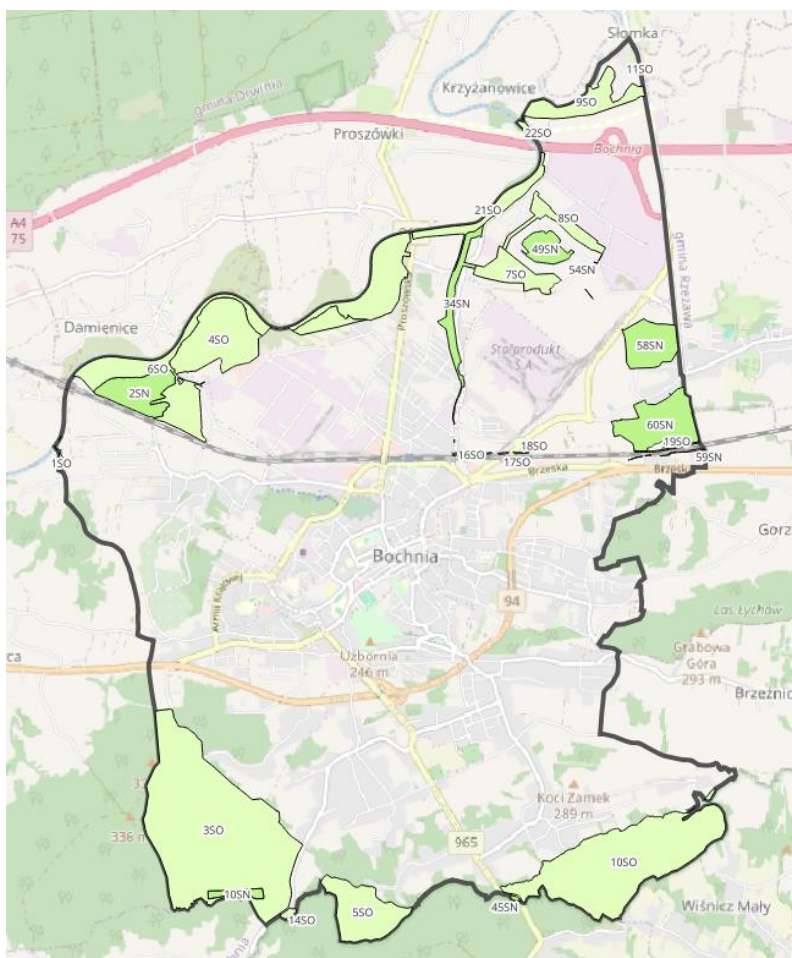 Słomka
11SO
Krzyżanowice
9SO
gmina Drwinia
22SO
Proszówki
Bochnia
A4
75
21SO
8SO
49SN
7SO
54SN
gmina Rzezawa
34SN
Proszowska
Damienice
4SO
Stalprodukt
S.A.
58SN
6SO
2SN
60SN
1SO
16SO
18SO
17SO
19SO
59SN
Brzeska
Brzeska
Bochnia
Gorz
Armii Krajowej
94
Las Łychów
Uzbornia
246 m
Grabowa
Góra
293 m
ca
Brzeźnic
3SO
336 m
Koci Zamek
289 m
965
10SO
10SN
14SO
5SO
45SN
Wiśnicz Mały